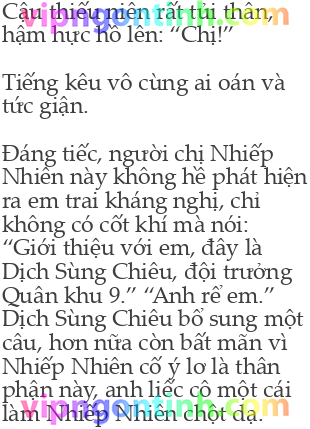 Cậu thiếu niên rất tủi thân,
hậm hực hô lên: “Chị!”
Tiếng kêu vô cùng ai oán và
tức giận.
Đáng tiếc, người chị Nhiếp
Nhiên này không hề phát hiện
ra em trai kháng nghị, chỉ
không có cốt khí mà nói:
“Giới thiệu với em, đây là
Dịch Sùng Chiêu, đội trưởng
Quân khu 9.” “Anh rể em.”
Dịch Sùng Chiêu bổ sung một
câu, hơn nữa còn bất mãn vì
Nhiếp Nhiên cố ý lơ là thân
phận này, anh liếc cô một cái
làm Nhiếp Nhiên chột dạ.
vipngontinh.com
vipngontinh.com